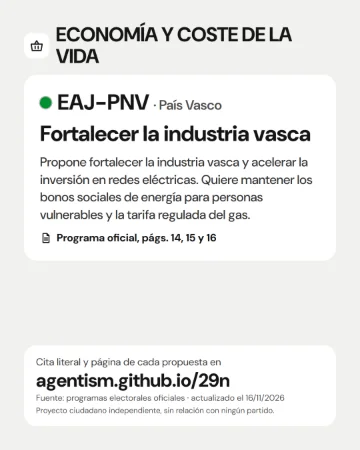 ECONOMÍA Y COSTE DE LA
VIDA
EAJ-PNV · País Vasco
Fortalecer la industria vasca
Propone fortalecer la industria vasca y acelerar la
inversión en redes eléctricas. Quiere mantener los
bonos sociales de energía para personas
vulnerables y la tarifa regulada del gas.
Programa oficial, págs. 14, 15 y 16
Cita literal y página de cada propuesta en
agentism.github.io/29n
Fuente: programas electorales oficiales · actualizado el 16/11/2026
Proyecto ciudadano independiente, sin relación con ningún partido.